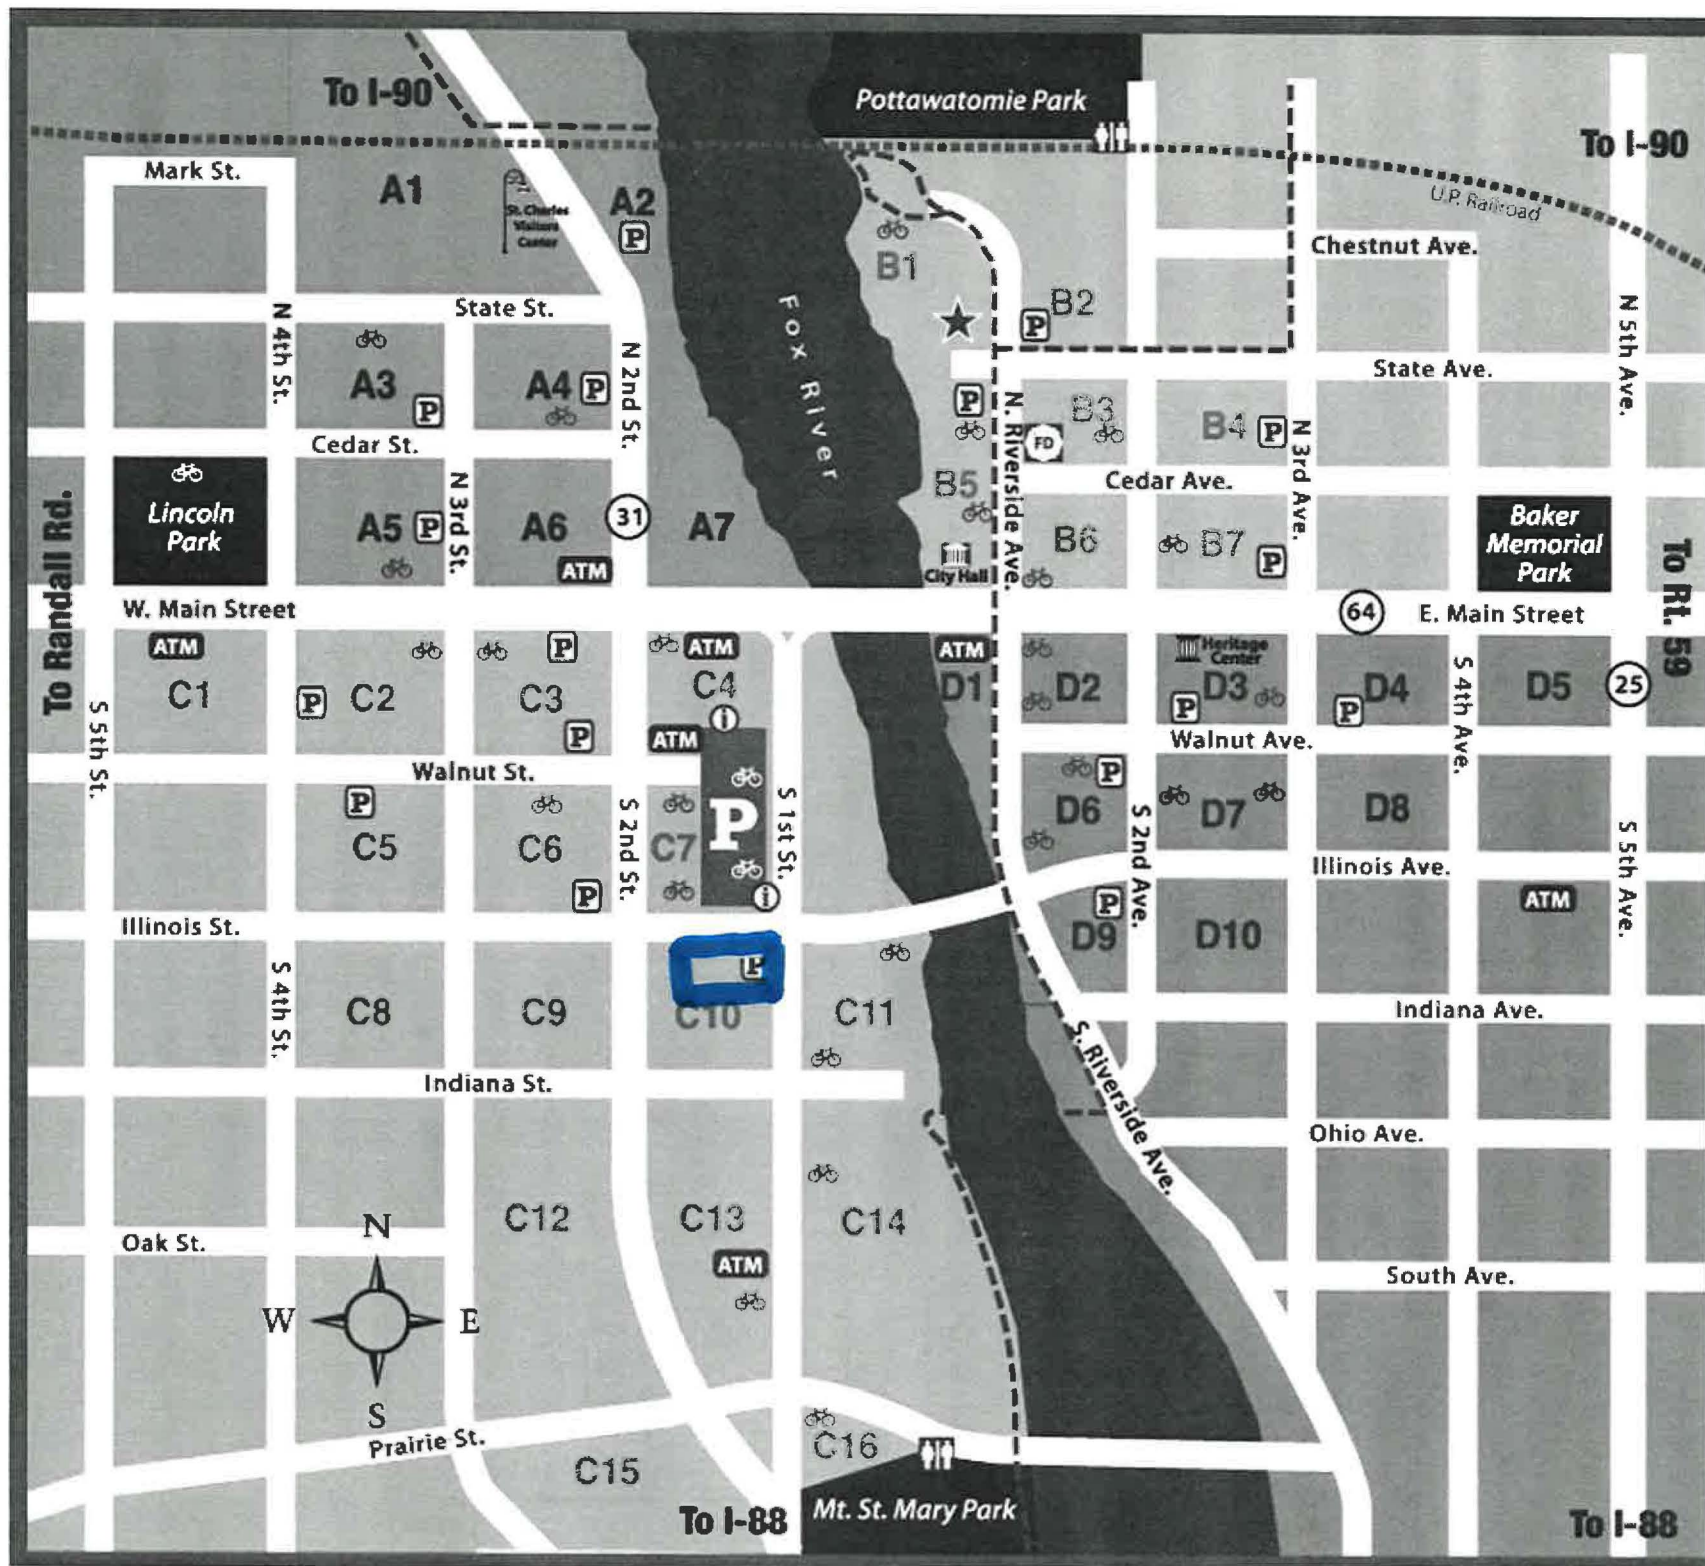 To I-90
Pottawatomie Park
To I-90
Mark St.
A1
St. Charles
Visitors
Center
A2
P
U.P. Railroad
Chestnut Ave.
B1
B2
P
State St.
N 4th St.
N 2nd St.
Fox River
N 5th Ave.
State Ave.
A3
P
A4
P
P
N. Riverside Ave.
B3
FD
B4
P
N 3rd Ave.
Cedar St.
Cedar Ave.
To Randall Rd.
Lincoln
Park
A5
P
N 3rd St.
A6
ATM
31
A7
B5
City Hall
B6
B7
P
Baker
Memorial
Park
To Rt. 59
W. Main Street
64
E. Main Street
ATM
C1
P
C2
P
C3
P
ATM
C4
i
ATM
D1
D2
Heritage
Center
D3
P
D4
P
S 4th Ave.
D5
25
S 5th St.
ATM
Walnut St.
Walnut Ave.
P
C5
C6
P
S 2nd St.
C7
P
S 1st St.
i
D6
P
S 2nd Ave.
D7
D8
S 5th Ave.
Illinois Ave.
Illinois St.
P
D9
D10
ATM
S 4th St.
C8
C9
P
C10
C11
Indiana Ave.
Indiana St.
S. Riverside Ave.
Ohio Ave.
C12
C13
C14
Oak St.
N
ATM
South Ave.
W
E
S
Prairie St.
C15
C16
To I-88
Mt. St. Mary Park
To I-88